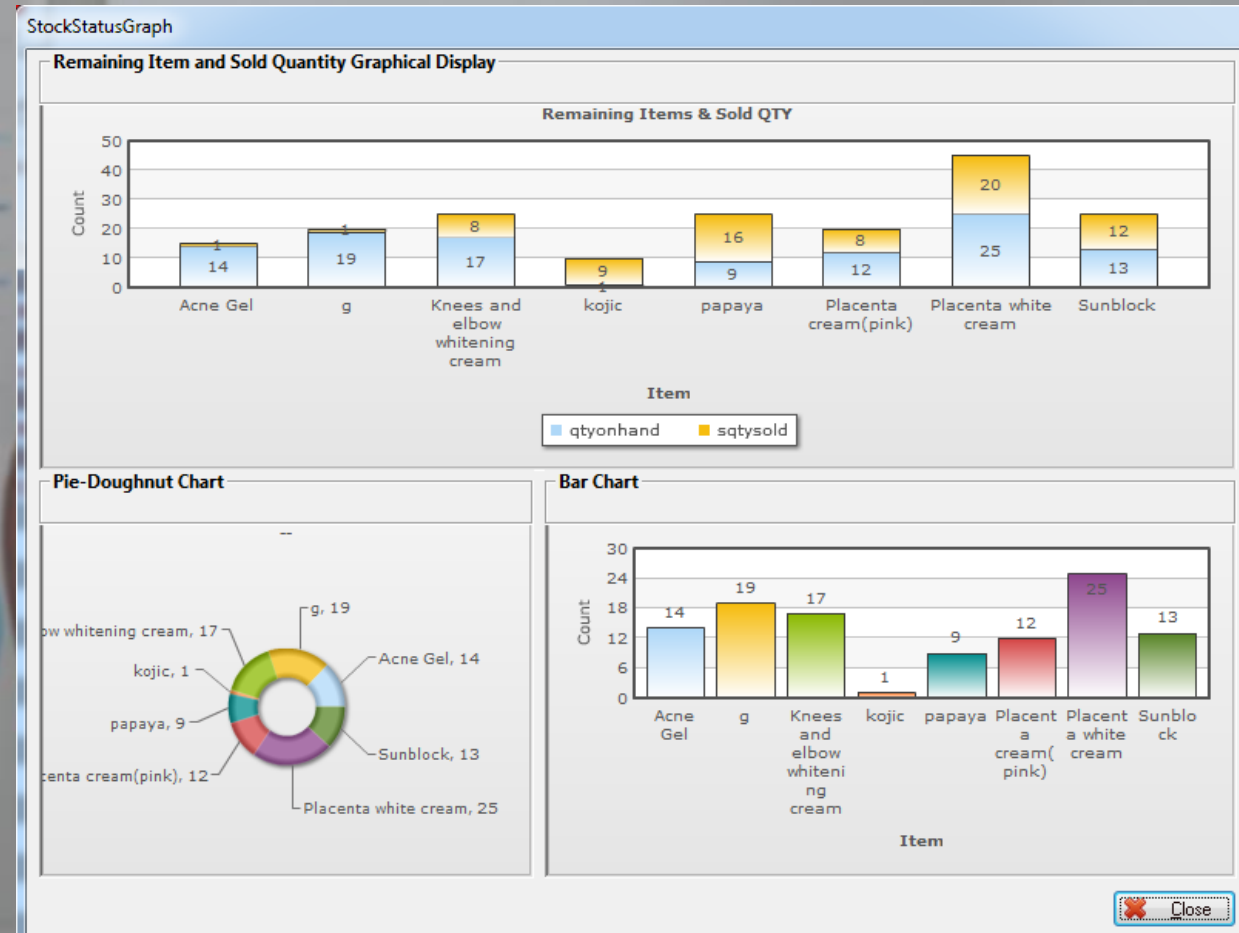 StockStatusGraph
Remaining Item and Sold Quantity Graphical Display
Remaining Items & Sold QTY
50
40
30
20
10
0
Count
1
14
1
19
8
17
9
1
16
9
8
12
20
25
12
13
Acne Gel
g
Knees and
elbow
whitening
cream
kojic
papaya
Placenta
cream(pink)
Placenta white
cream
Sunblock
Item
qtyonhand
sqtysold
Pie-Doughnut Chart
--
g, 19
ow whitening cream, 17
Acne Gel, 14
kojic, 1
papaya, 9
Sunblock, 13
centa cream(pink), 12
Placenta white cream, 25
Bar Chart
30
24
18
12
6
0
Count
14
19
17
1
9
12
25
13
Acne
Gel
g
Knees
and
elbow
whiteni
ng
cream
kojic
papaya
Placent
a
cream(
pink)
Placent
a white
cream
Sunblo
ck
Item
Close